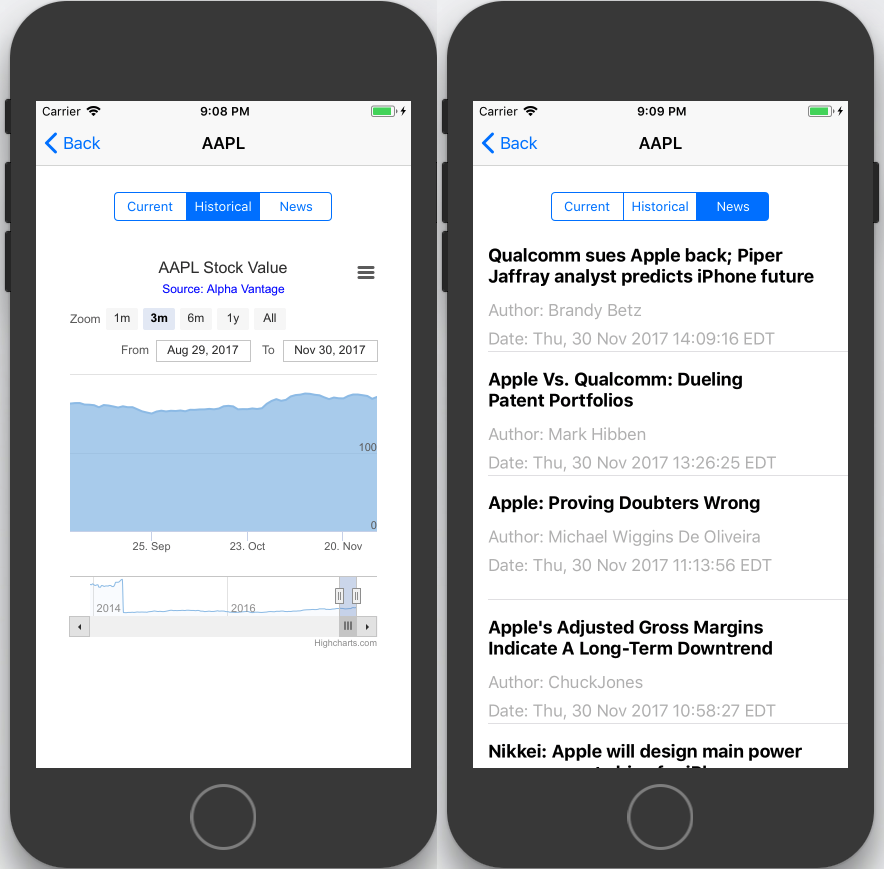 Carrier 9:08 PM
Back AAPL
Current Historical News
AAPL Stock Value
Source: Alpha Vantage
Zoom 1m 3m 6m 1y All
From Aug 29, 2017 To Nov 30, 2017
100
0
25. Sep 23. Oct 20. Nov
2014 2016
Highcharts.com
Carrier 9:09 PM
Back AAPL
Current Historical News
Qualcomm sues Apple back; Piper
Jaffray analyst predicts iPhone future
Author: Brandy Betz
Date: Thu, 30 Nov 2017 14:09:16 EDT
Apple Vs. Qualcomm: Dueling
Patent Portfolios
Author: Mark Hibben
Date: Thu, 30 Nov 2017 13:26:25 EDT
Apple: Proving Doubters Wrong
Author: Michael Wiggins De Oliveira
Date: Thu, 30 Nov 2017 11:13:56 EDT
Apple's Adjusted Gross Margins
Indicate A Long-Term Downtrend
Author: ChuckJones
Date: Thu, 30 Nov 2017 10:58:27 EDT
Nikkei: Apple will design main power